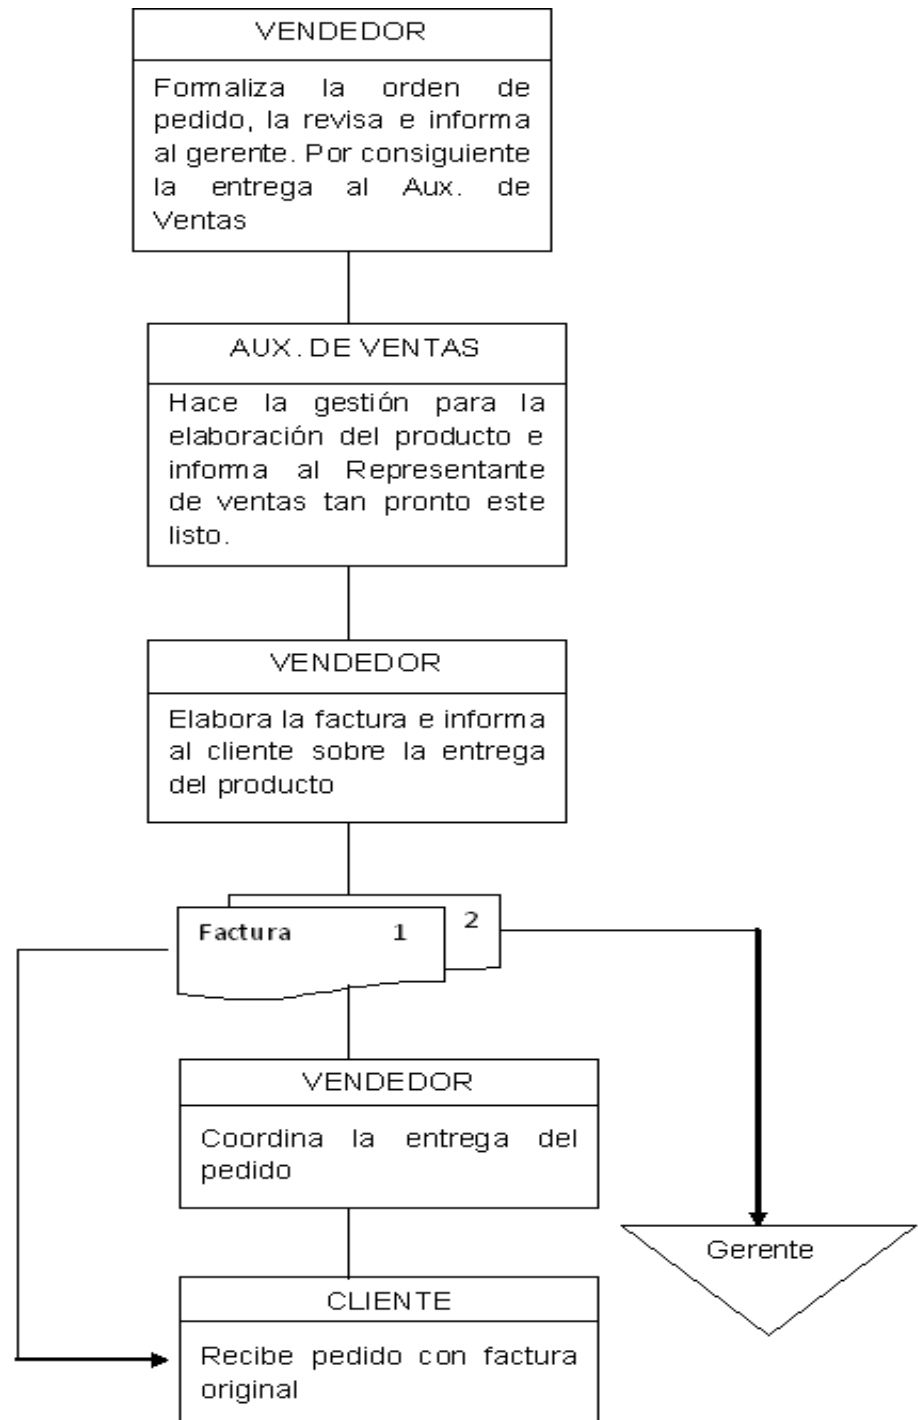 VENDEDOR
Formaliza la orden de
pedido, la revisa e informa
al gerente. Por consiguiente
la entrega al Aux. de
Ventas
AUX. DE VENTAS
Hace la gestión para la
elaboración del producto e
informa al Representante
de ventas tan pronto este
listo.
VENDEDOR
Elabora la factura e informa
al cliente sobre la entrega
del producto
Factura 1
2
VENDEDOR
Coordina la entrega del
pedido
Gerente
CLIENTE
Recibe pedido con factura
original